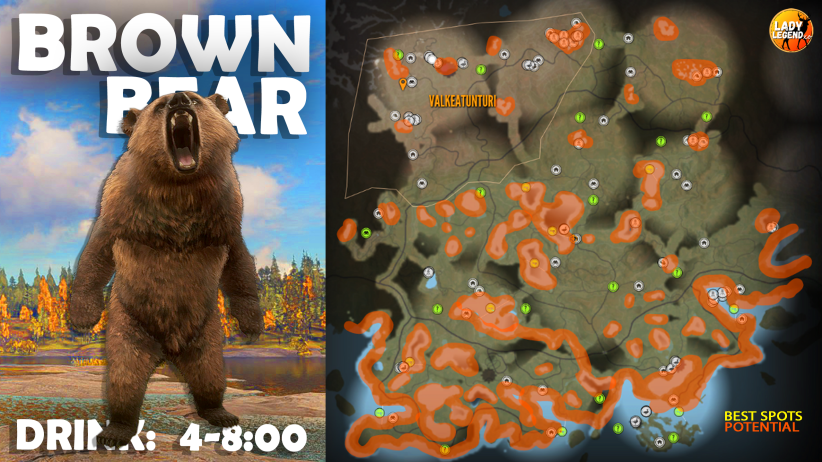 BROWN
BEAR
DRINK: 4-8:00
VALKEATUNTURI
LADY
LEGEND
BEST SPOTS
POTENTIAL